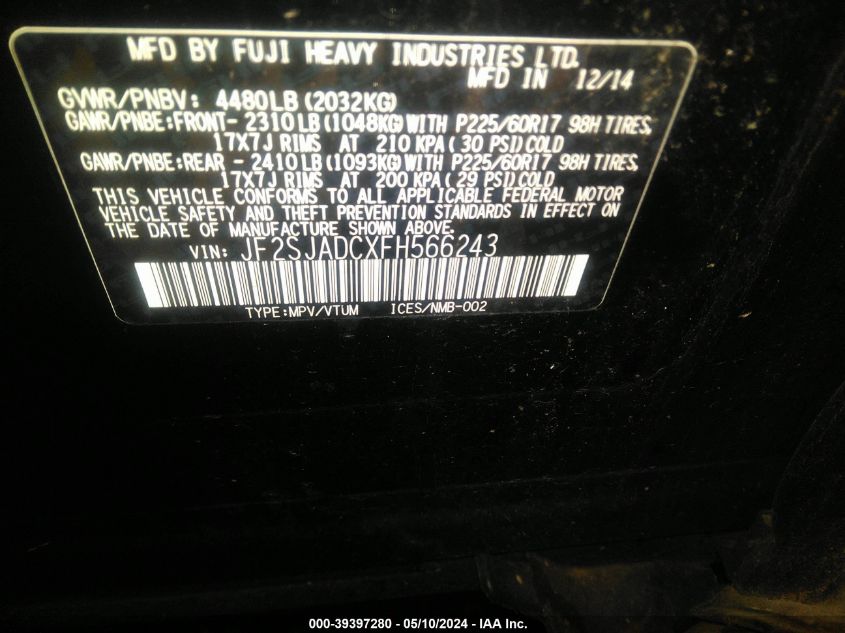 MFD BY FUJI HEAVY INDUSTRIES LTD.
MFD IN 12/14
GVWR/PNBV: 4480LB (2032KG)
GAWR/PNBE:FRONT- 2310LB (1048KG) WITH P225/60R17 98H TIRES,
17X7J RIMS AT 210 KPA ( 30 PSI) COLD
GAWR/PNBE:REAR - 2410LB (1093KG) WITH P225/60R17 98H TIRES,
17X7J RIMS AT 200 KPA ( 29 PSI) COLD
THIS VEHICLE CONFORMS TO ALL APPLICABLE FEDERAL MOTOR
VEHICLE SAFETY AND THEFT PREVENTION STANDARDS IN EFFECT ON
THE DATE OF MANUFACTURE SHOWN ABOVE.
VIN: JF2SJADCXFH566243
TYPE:MPV/VTUM ICES/NMB-002
000-39397280 - 05/10/2024 - IAA Inc.